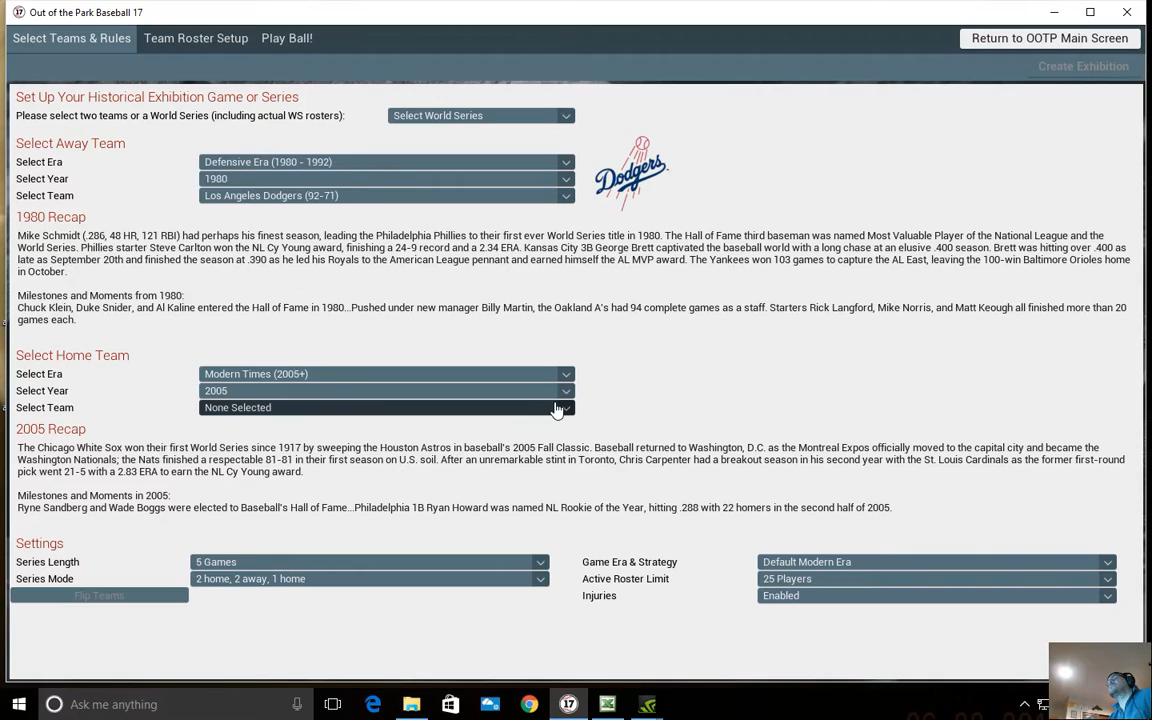 17 Out of the Park Baseball 17
Select Teams & Rules Team Roster Setup Play Ball! Return to OOTP Main Screen
Create Exhibition
Set Up Your Historical Exhibition Game or Series
Please select two teams or a World Series (including actual WS rosters): Select World Series
Select Away Team
Dodgers
Select Era Defensive Era (1980 - 1992)
Select Year 1980
Select Team Los Angeles Dodgers (92-71)
1980 Recap
Mike Schmidt (.286, 48 HR, 121 RBI) had perhaps his finest season, leading the Philadelphia Phillies to their first ever World Series title in 1980. The Hall of Fame third baseman was named Most Valuable Player of the National League and the
World Series. Phillies starter Steve Carlton won the NL Cy Young award, finishing a 24-9 record and a 2.34 ERA. Kansas City 3B George Brett captivated the baseball world with a long chase at an elusive .400 season. Brett was hitting over .400 as
late as September 20th and finished the season at .390 as he led his Royals to the American League pennant and earned himself the AL MVP award. The Yankees won 103 games to capture the AL East, leaving the 100-win Baltimore Orioles home
in October.
Milestones and Moments from 1980:
Chuck Klein, Duke Snider, and Al Kaline entered the Hall of Fame in 1980...Pushed under new manager Billy Martin, the Oakland A's had 94 complete games as a staff. Starters Rick Langford, Mike Norris, and Matt Keough all finished more than 20
games each.
Select Home Team
Select Era Modern Times (2005+)
Select Year 2005
Select Team None Selected
2005 Recap
The Chicago White Sox won their first World Series since 1917 by sweeping the Houston Astros in baseball's 2005 Fall Classic. Baseball returned to Washington, D.C. as the Montreal Expos officially moved to the capital city and became the
Washington Nationals; the Nats finished a respectable 81-81 in their first season on U.S. soil. After an unremarkable stint in Toronto, Chris Carpenter had a breakout season in his second year with the St. Louis Cardinals as the former first-round
pick went 21-5 with a 2.83 ERA to earn the NL Cy Young award.
Milestones and Moments in 2005:
Ryne Sandberg and Wade Boggs were elected to Baseball's Hall of Fame...Philadelphia 1B Ryan Howard was named NL Rookie of the Year, hitting .288 with 22 homers in the second half of 2005.
Settings
Series Length 5 Games Game Era & Strategy Default Modern Era
Series Mode 2 home, 2 away, 1 home Active Roster Limit 25 Players
Flip Teams Injuries Enabled
Ask me anything 17